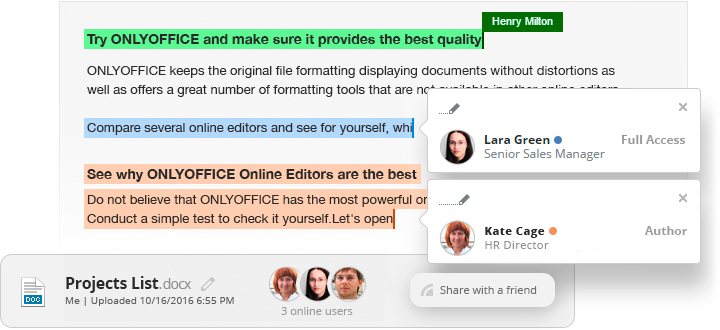 Henry Milton
Try ONLYOFFICE and make sure it provides the best quality
ONLYOFFICE keeps the original file formatting displaying documents without distortions as
well as offers a great number of formatting tools that are not available in other online editors
Compare several online editors and see for yourself, whi
Lara Green
Full Access
Senior Sales Manager
See why ONLYOFFICE Online Editors are the best
Do not believe that ONLYOFFICE has the most powerful
Conduct a simple test to check it yourself.Let's open
Kate Cage
Author
HR Director
Projects List.docx
DOC
Me | Uploaded 10/16/2016 6:55 PM
3 online users
Share with a friend